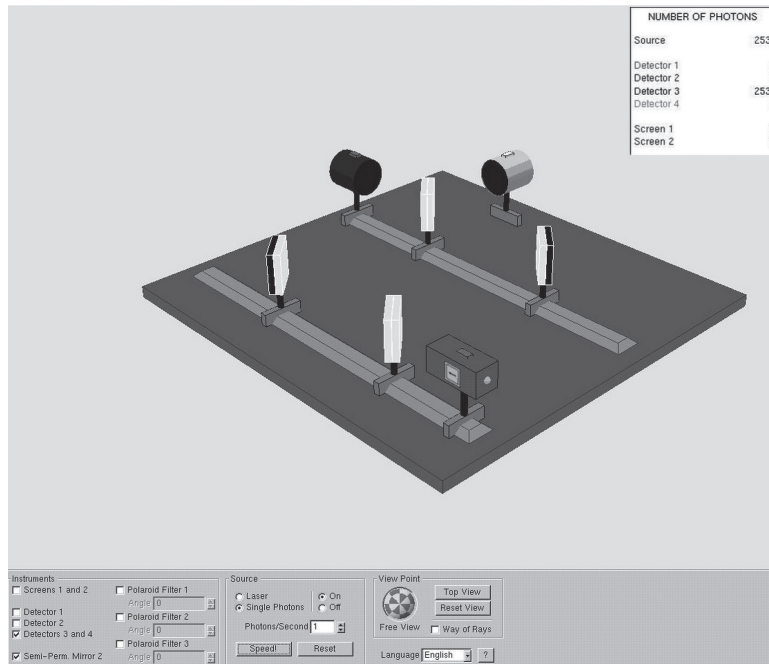 NUMBER OF PHOTONS
Source 253
Detector 1
Detector 2
Detector 3 253
Detector 4
Screen 1
Screen 2
Instruments
Screens 1 and 2
Detector 1
Detector 2
Detectors 3 and 4
Semi-Perm. Mirror 2
Polaroid Filter 1
Angle 0
Polaroid Filter 2
Angle 0
Polaroid Filter 3
Angle 0
Source
Laser
Single Photons
On
Off
Photons/Second 1
Speed!
Reset
View Point
Free View
Top View
Reset View
Way of Rays
Language English ?